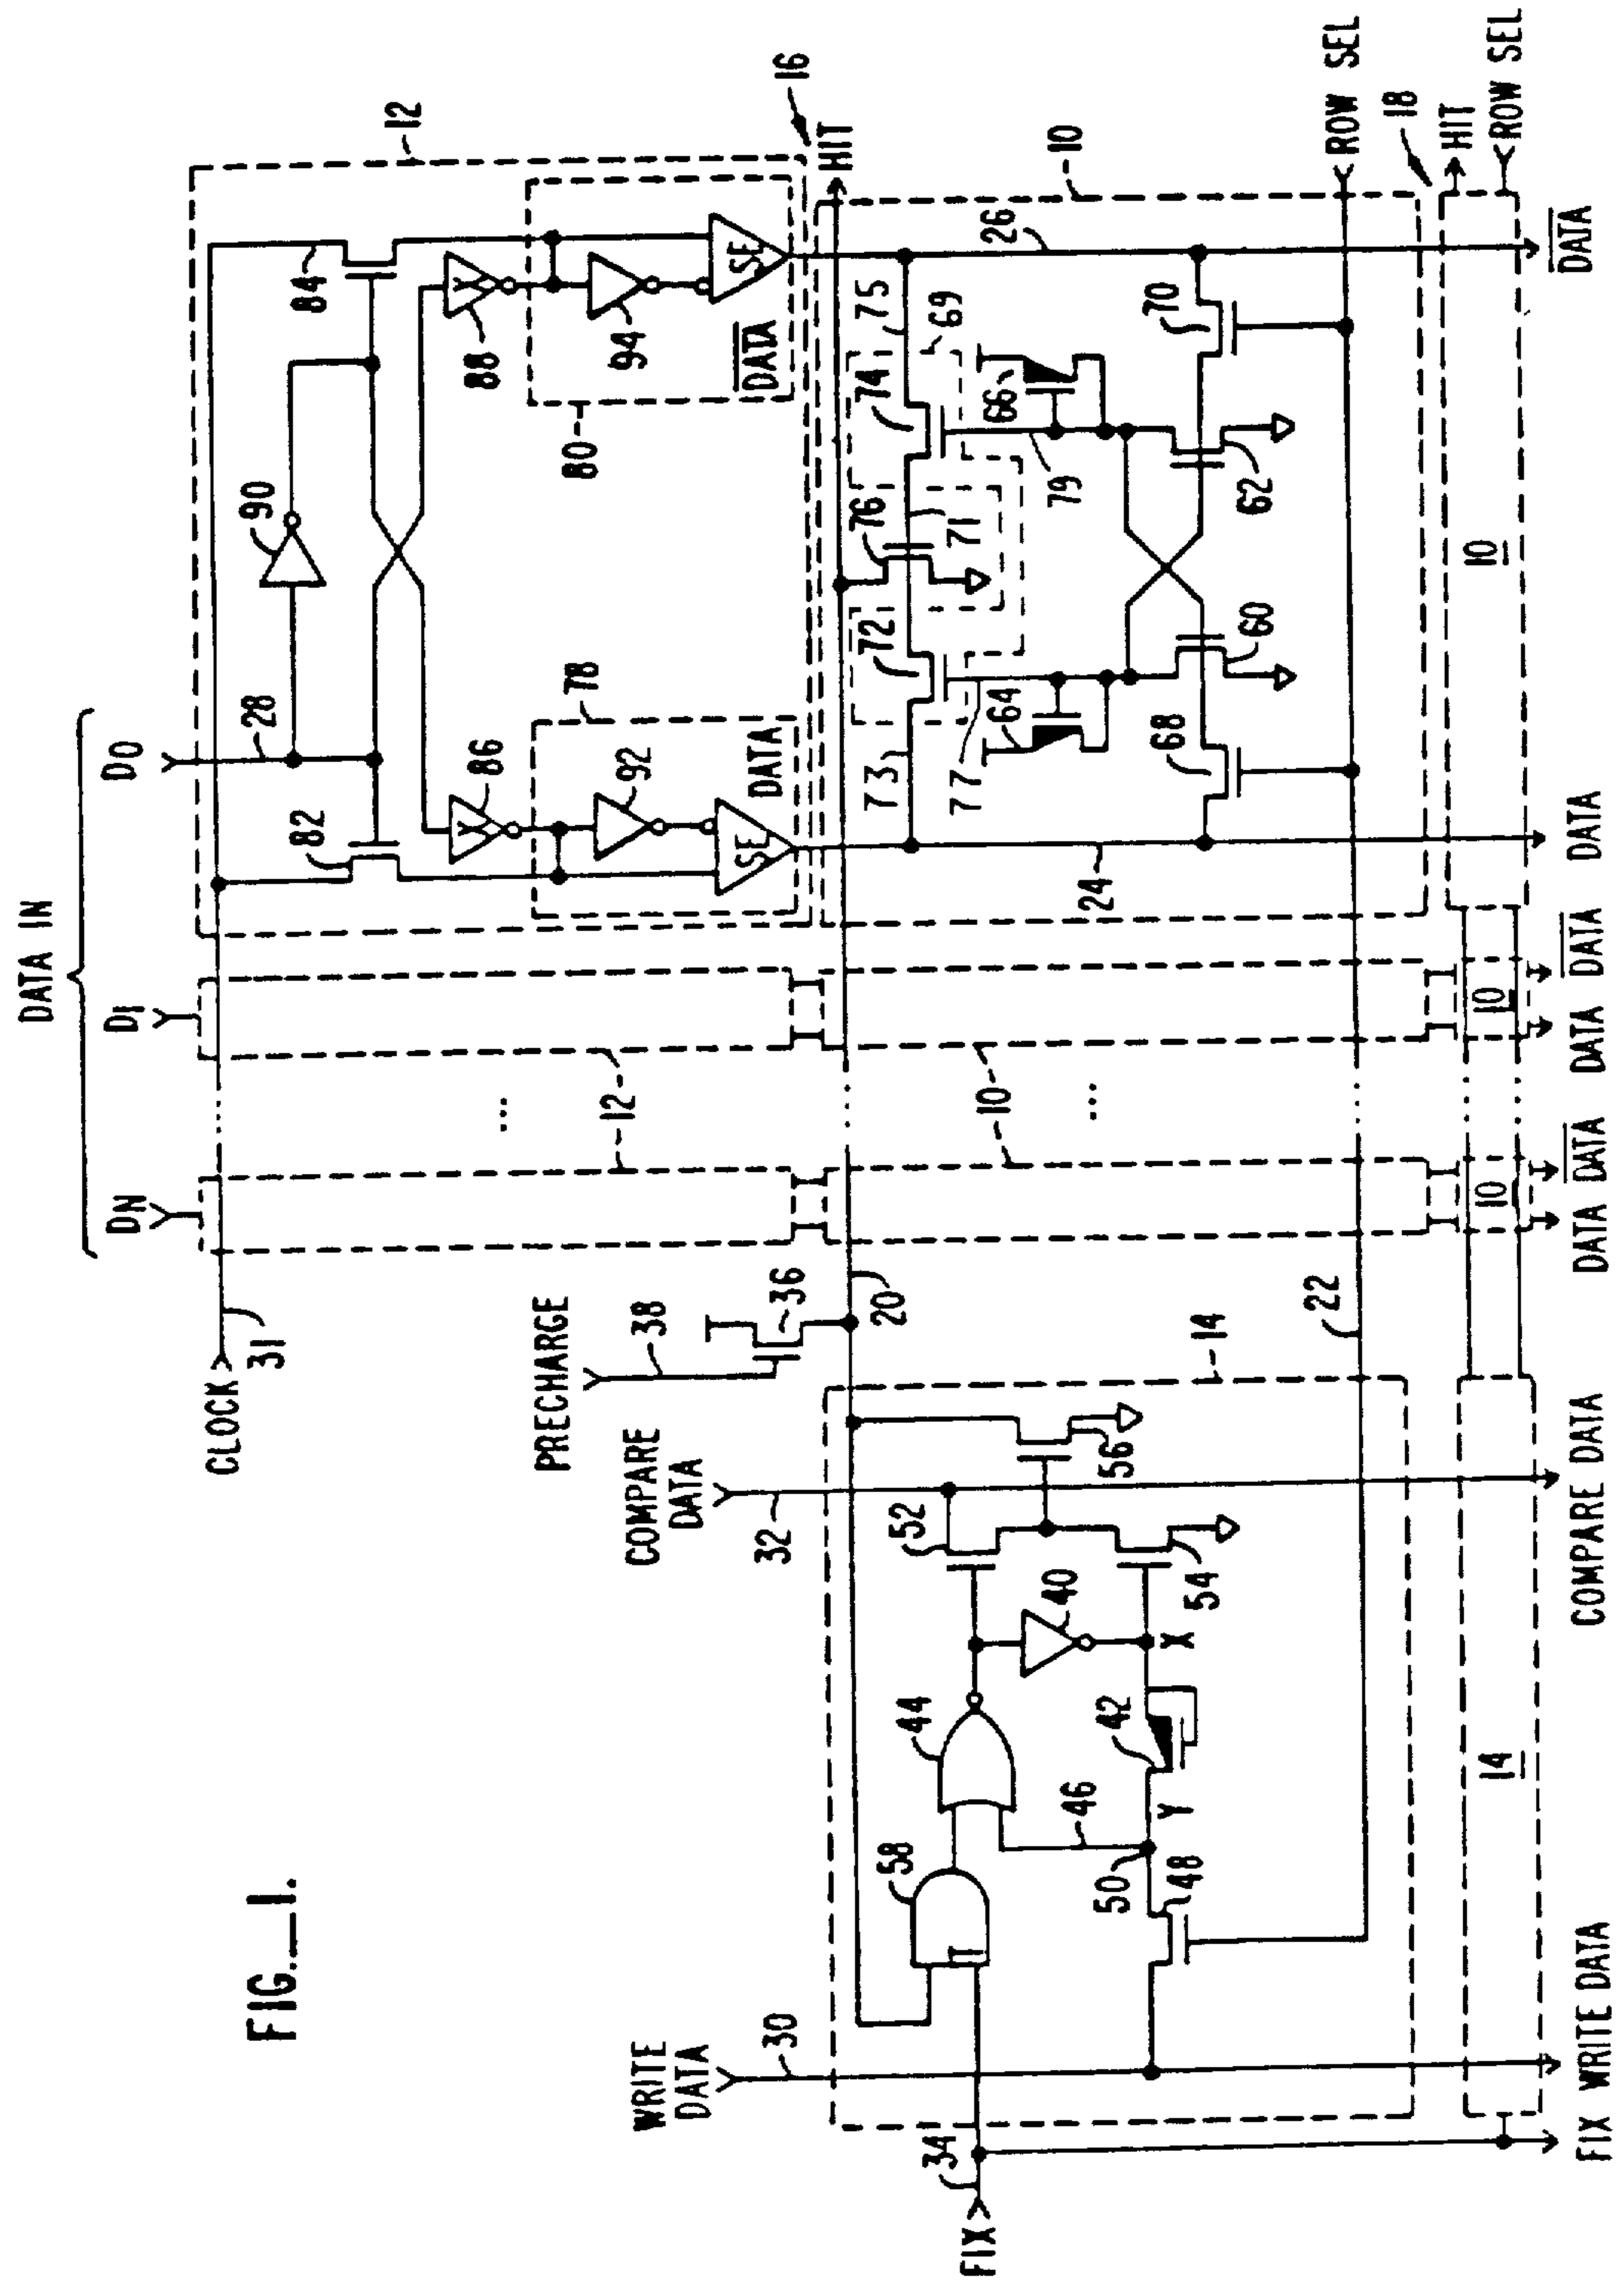 FIG._1.
DATA IN
DN
D1
D0
CLOCK
31
PRECHARGE
38
36
COMPARE
DATA
32
WRITE
DATA
30
FIX
34
28
90
12
82
84
86
88
78
80
92
94
DATA
DATA
SE
SE
12
...
16
HIT
20
10
...
10
14
58
44
52
40
56
54
46
42
50
48
X
Y
73
72
76
74
75
69
71
77
79
64
66
68
60
62
70
24
26
22
ROW SEL
18
HIT
ROW SEL
14
10
10
10
FIX WRITE DATA
COMPARE DATA
DATA
DATA
DATA
DATA
DATA
DATA